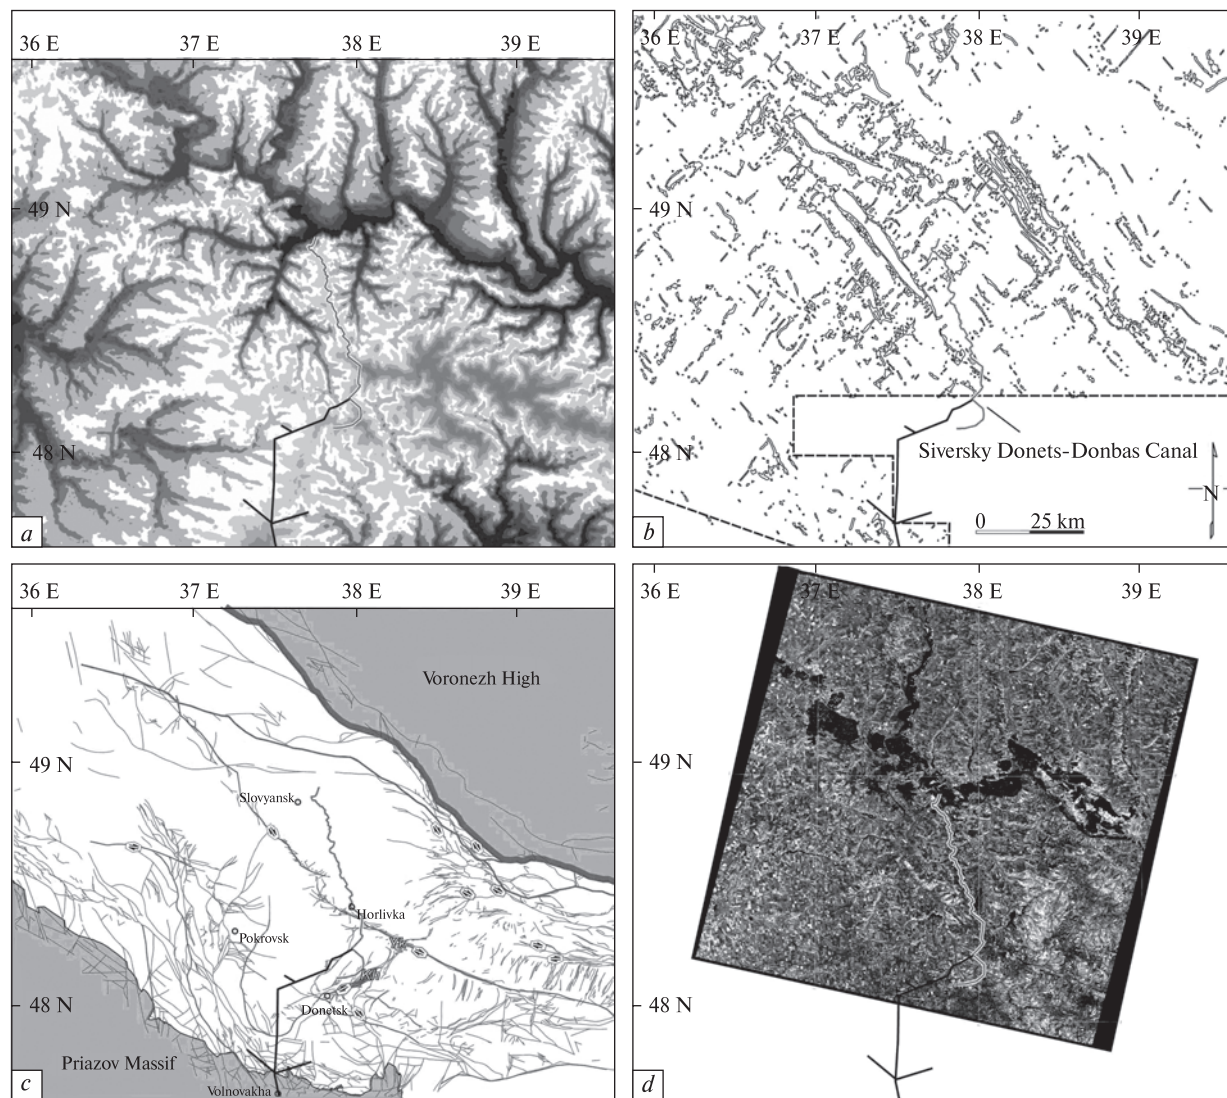 36 E 37 E 38 E 39 E
49 N
48 N
a
36 E 37 E 38 E 39 E
49 N
48 N
Siversky Donets-Donbas Canal
N
0 25 km
b
36 E 37 E 38 E 39 E
Voronezh High
49 N
Slovyansk
Horlivka
Pokrovsk
48 N
Donetsk
Priazov Massif
Volnovakha
c
36 E 37 E 38 E 39 E
49 N
48 N
d